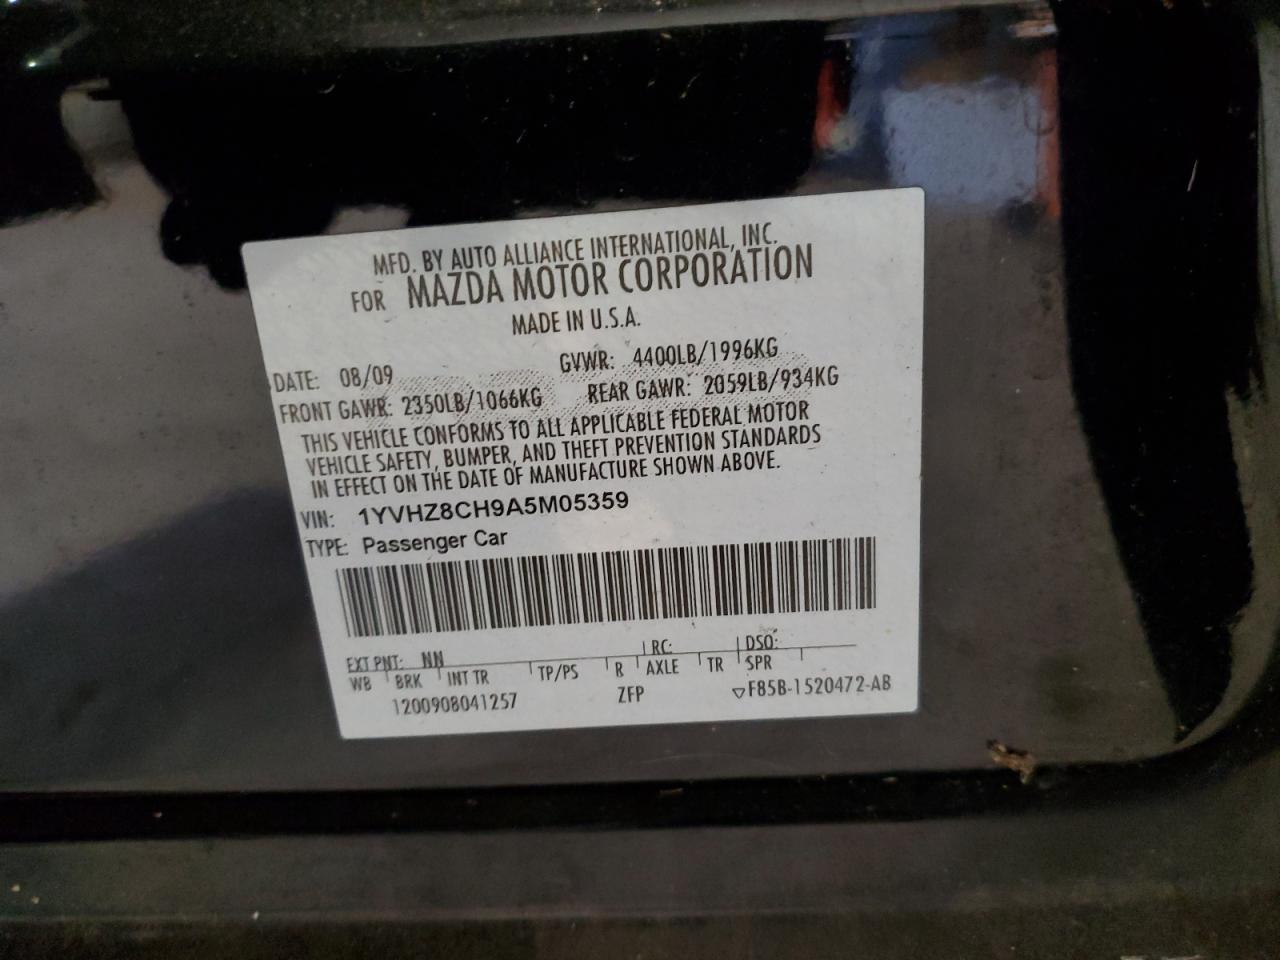 MFD. BY AUTO ALLIANCE INTERNATIONAL, INC.
FOR MAZDA MOTOR CORPORATION
MADE IN U.S.A.
DATE: 08/09 GVWR: 4400LB/1996KG
FRONT GAWR: 2350LB/1066KG REAR GAWR: 2059LB/934KG
THIS VEHICLE CONFORMS TO ALL APPLICABLE FEDERAL MOTOR
VEHICLE SAFETY, BUMPER, AND THEFT PREVENTION STANDARDS
IN EFFECT ON THE DATE OF MANUFACTURE SHOWN ABOVE.
VIN: 1YVHZ8CH9A5M05359
TYPE: Passenger Car
EXT PNT: NN RC: DSO:
WB BRK INT TR TP/PS R AXLE TR SPR
1200908041257 ZFP ▽F85B-1520472-AB